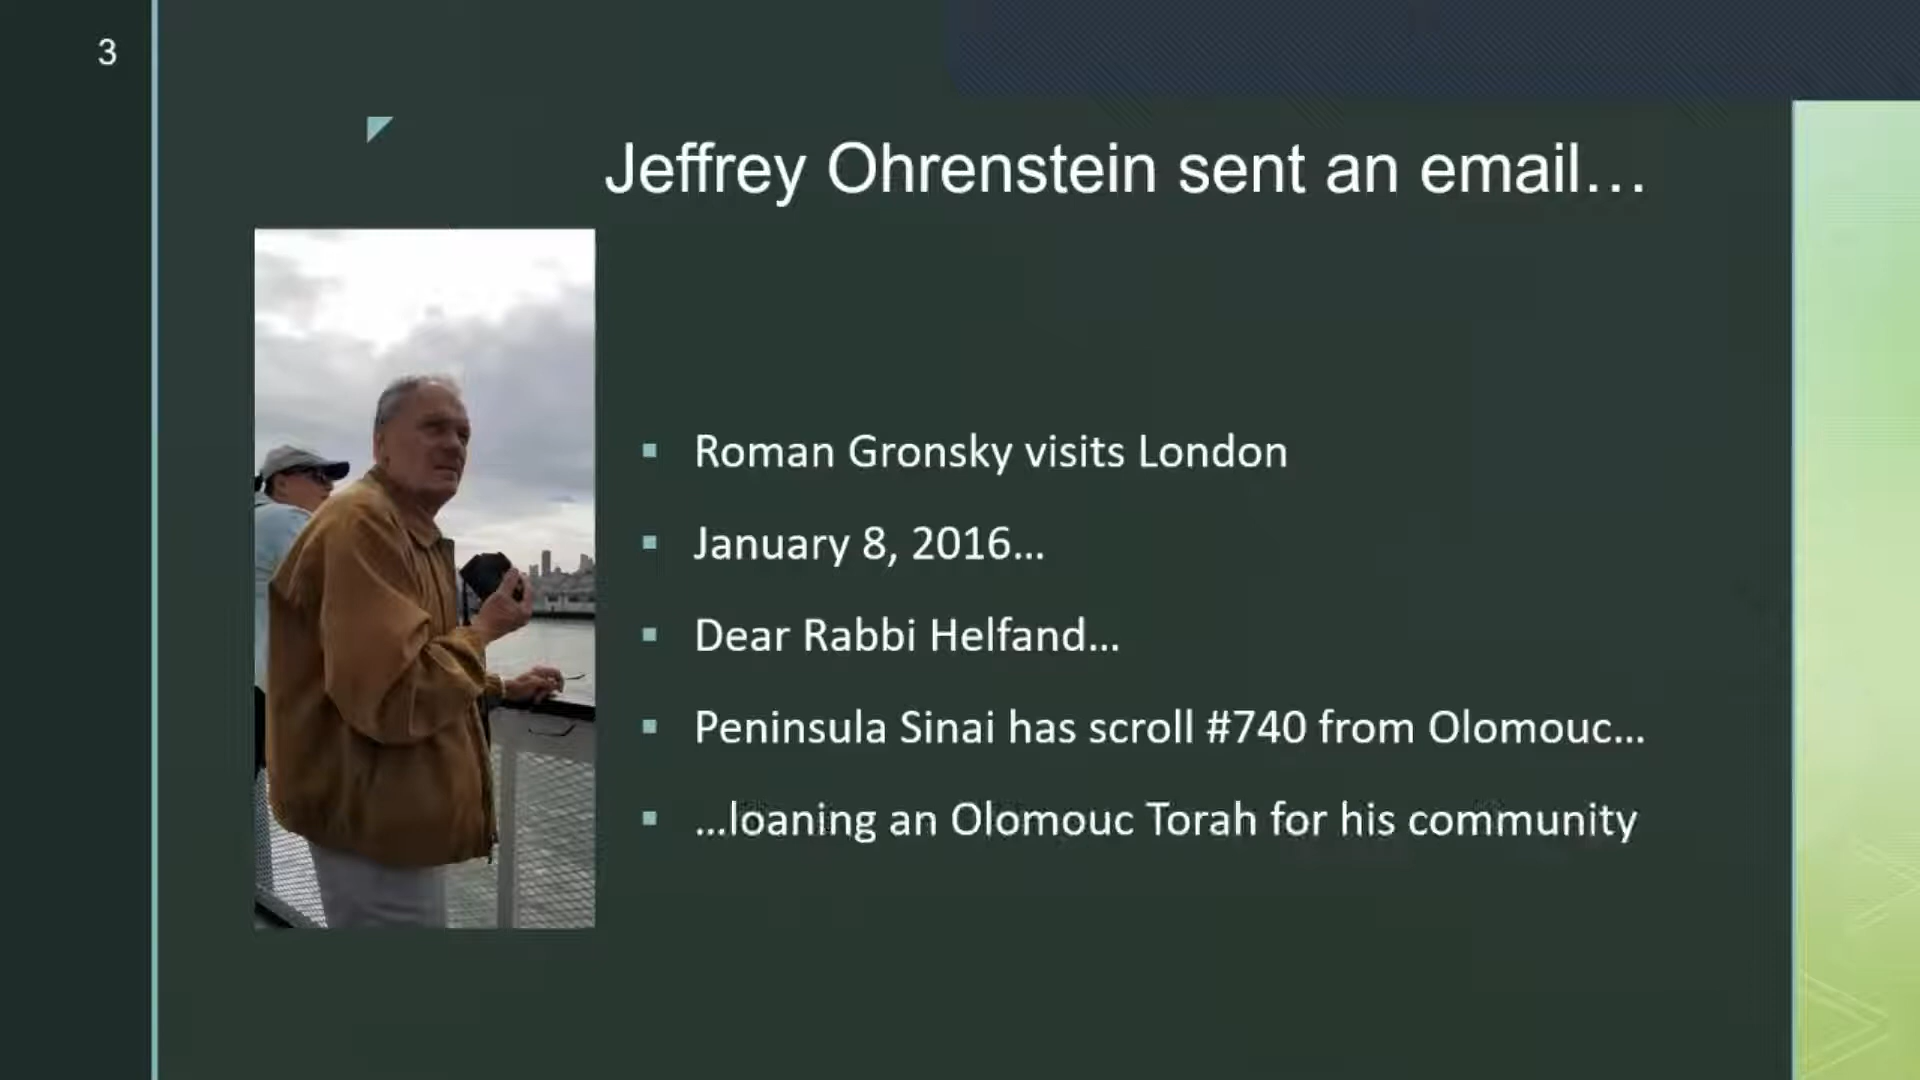 3
Jeffrey Ohrenstein sent an email…
Roman Gronsky visits London
January 8, 2016…
Dear Rabbi Helfand…
Peninsula Sinai has scroll #740 from Olomouc…
…loaning an Olomouc Torah for his community